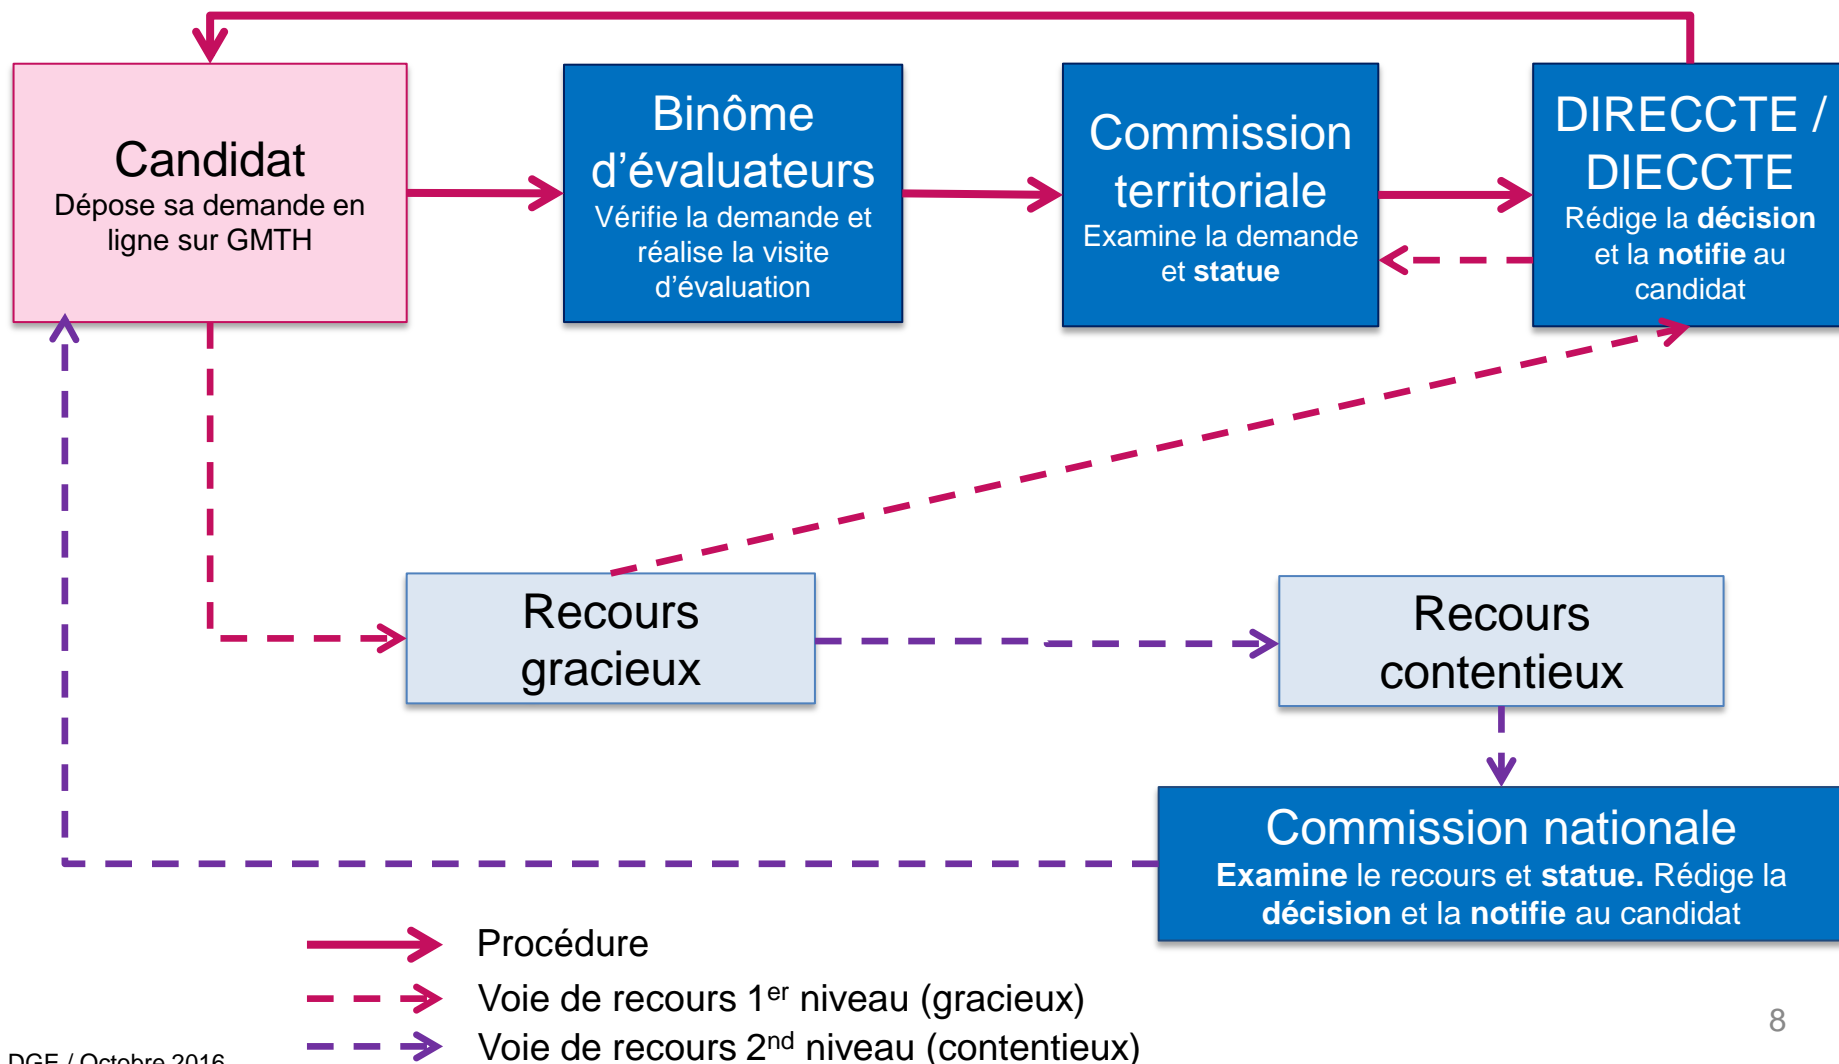 Candidat
Dépose sa demande en
ligne sur GMTH
Binôme
d’évaluateurs
Vérifie la demande et
réalise la visite
d’évaluation
Commission
territoriale
Examine la demande
et statue
DIRECCTE /
DIECCTE
Rédige la décision
et la notifie au
candidat
Recours
gracieux
Recours
contentieux
Commission nationale
Examine le recours et statue. Rédige la
décision et la notifie au candidat
Procédure
Voie de recours 1er niveau (gracieux)
Voie de recours 2nd niveau (contentieux)
8
DGE / Octobre 2016